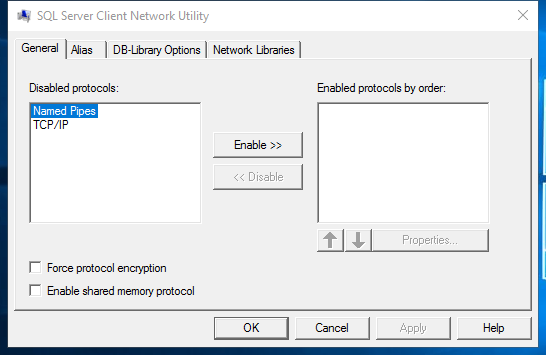 SQL Server Client Network Utility
General Alias DB-Library Options Network Libraries
Disabled protocols: Enabled protocols by order:
Named Pipes
TCP/IP
Enable >>
<< Disable
Properties...
Force protocol encryption
Enable shared memory protocol
OK Cancel Apply Help